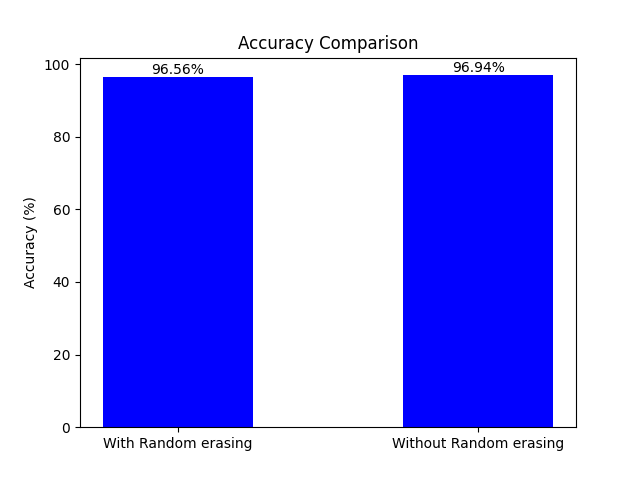 Accuracy Comparison
96.56%
96.94%
100
80
60
40
20
0
Accuracy (%)
With Random erasing
Without Random erasing